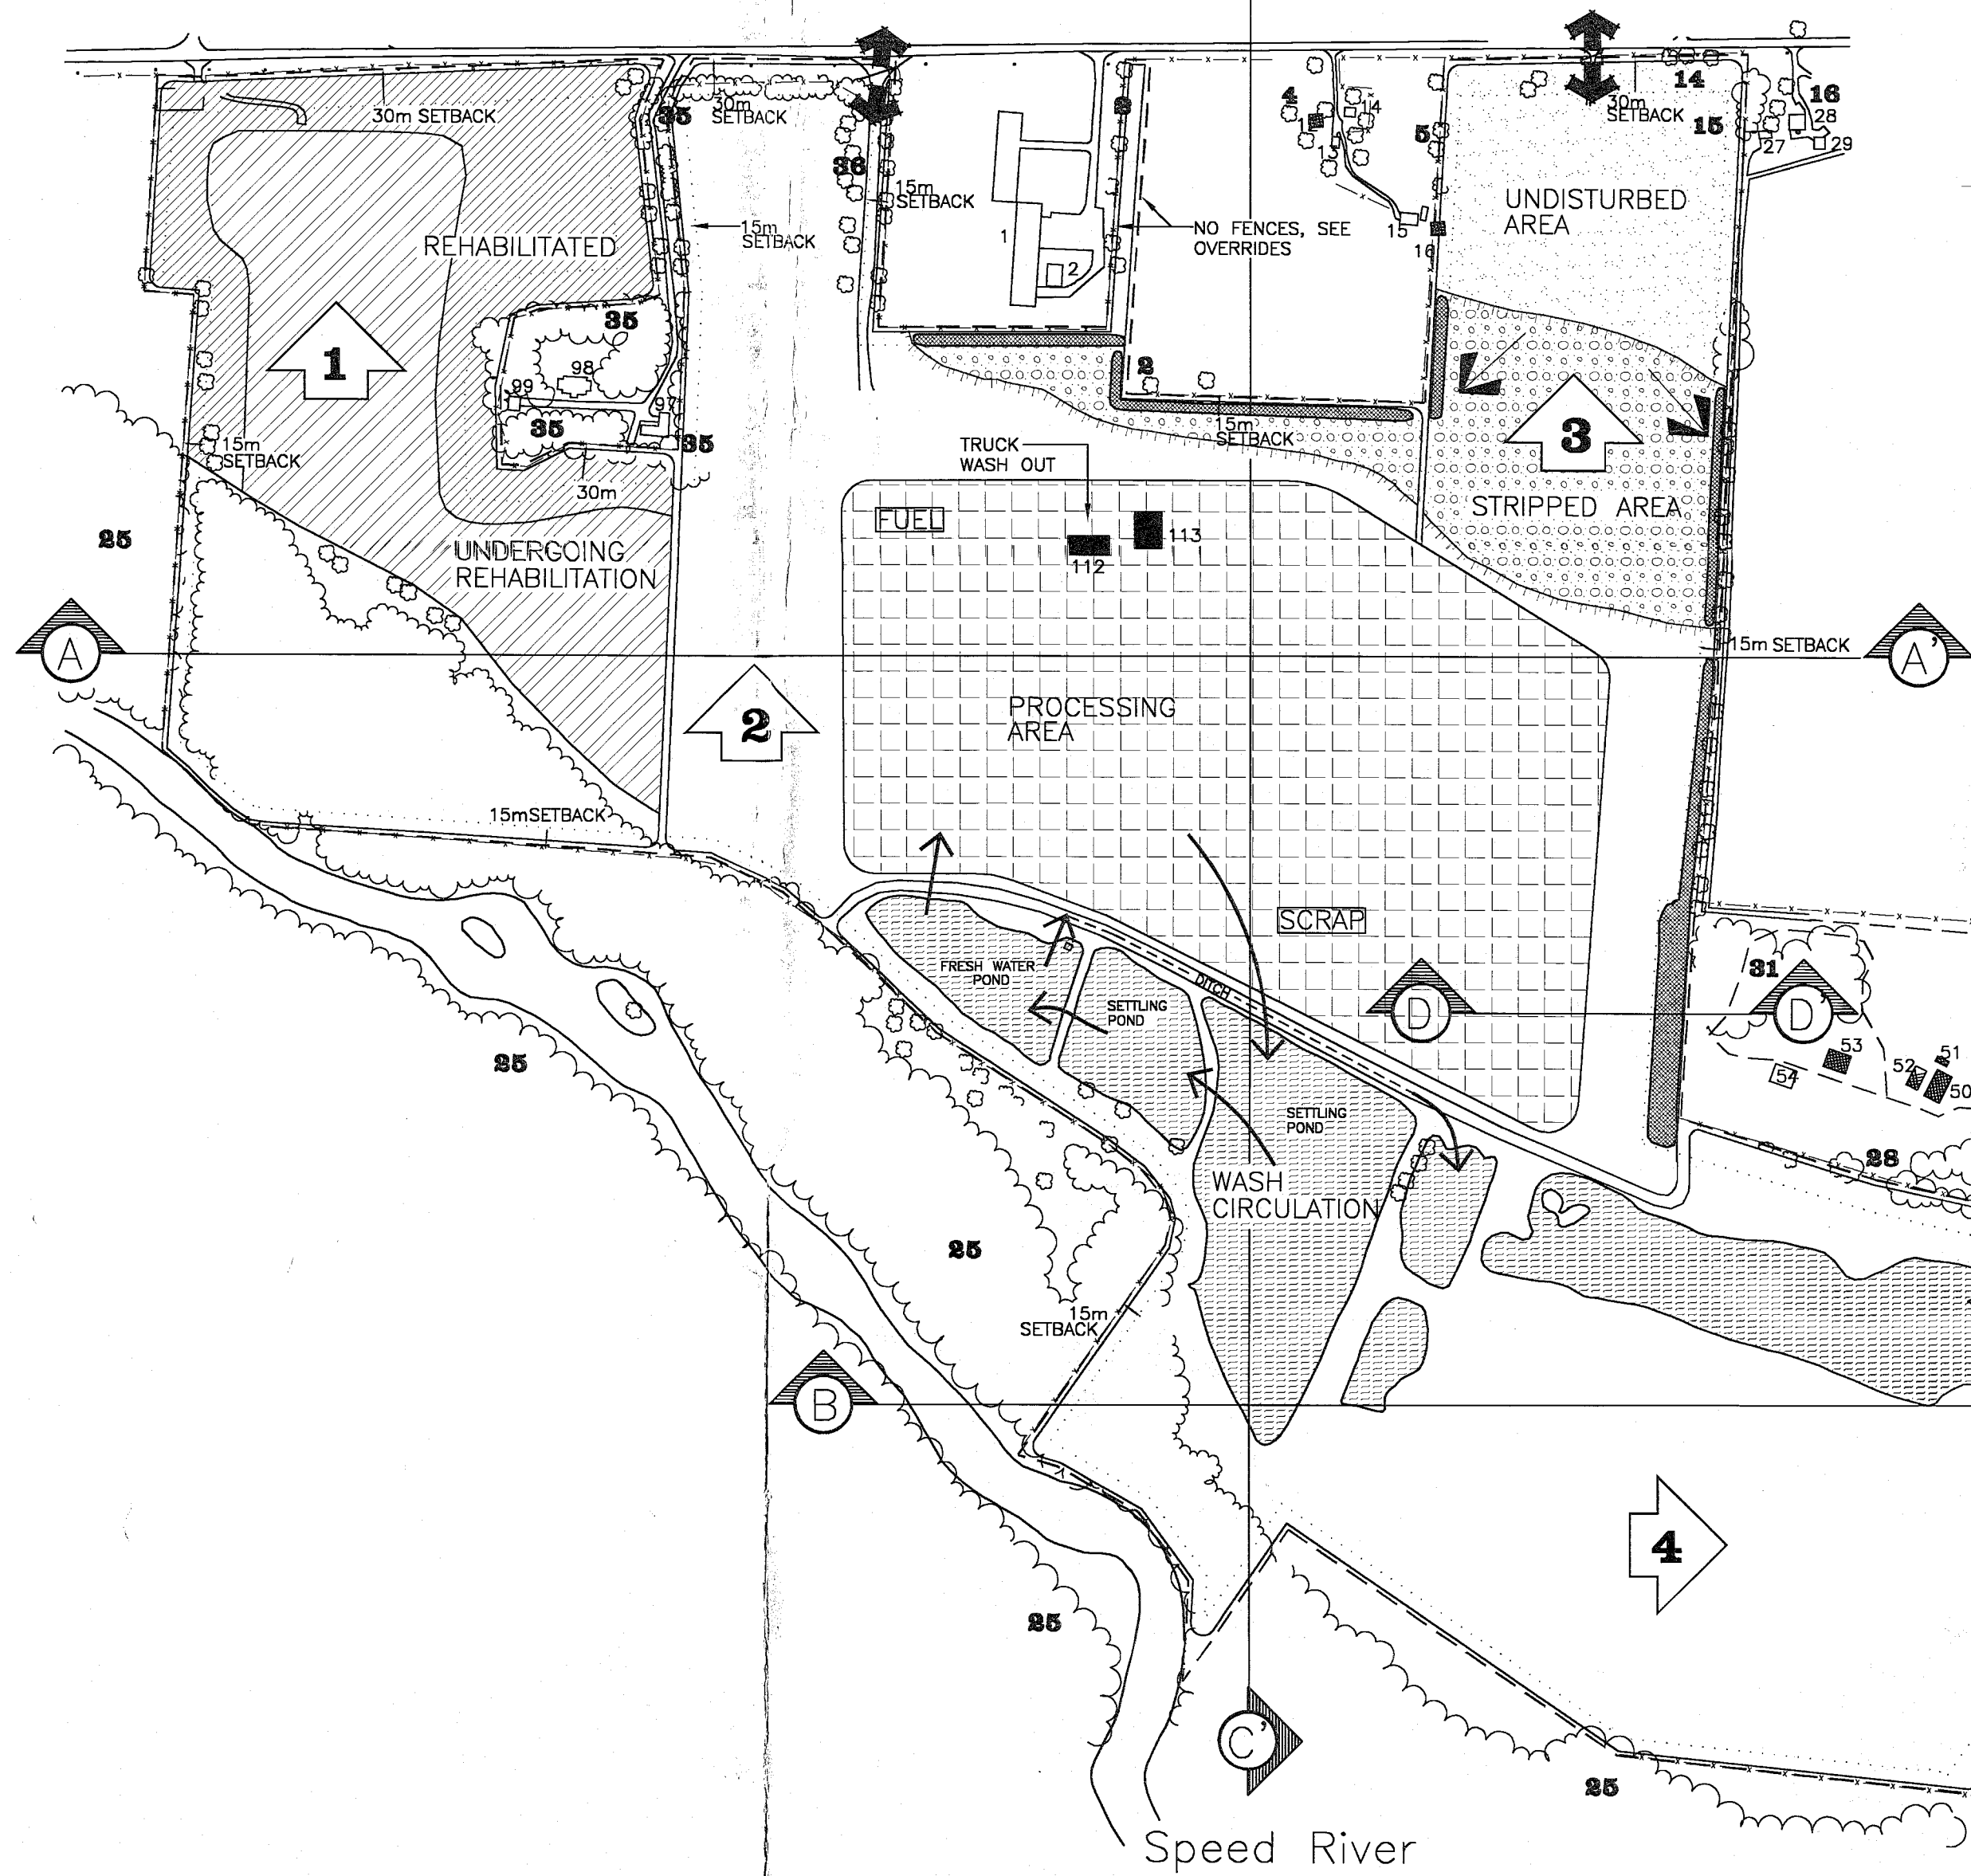 30m SETBACK
35
30m
SETBACK
36
15m
SETBACK
3
4
14
13
5
30m
SETBACK
14
15
16
28
27
29
REHABILITATED
15m
SETBACK
1
2
NO FENCES, SEE
OVERRIDES
15
16
UNDISTURBED
AREA
1
35
98
99
97
35
35
2
15m
SETBACK
3
15m
SETBACK
30m
TRUCK
WASH OUT
STRIPPED AREA
25
UNDERGOING
REHABILITATION
FUEL
112
113
A
15m SETBACK
A'
2
PROCESSING
AREA
15mSETBACK
SCRAP
FRESH WATER
POND
SETTLING
POND
DITCH
D
31
D'
25
53
54
52
51
50
SETTLING
POND
28
WASH
CIRCULATION
25
15m
SETBACK
B
4
25
C'
25
Speed River